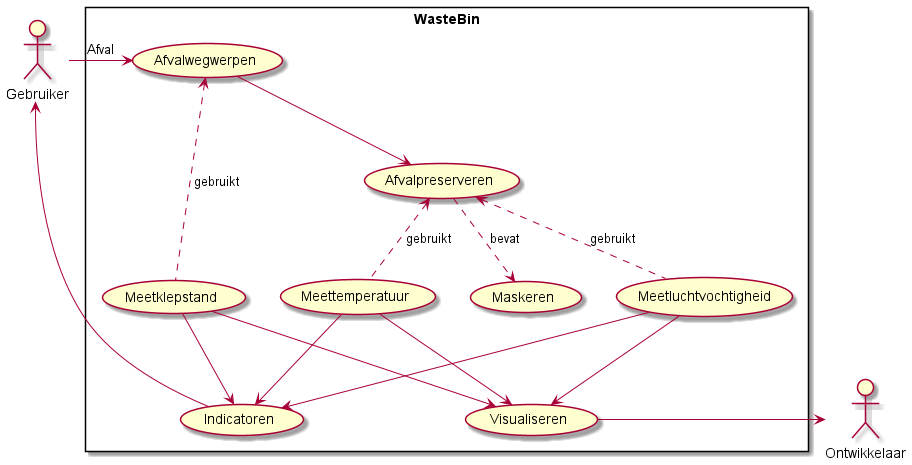 WasteBin
Afval
Afvalwegwerpen
Gebruiker
Afvalpreserveren
gebruikt
gebruikt
bevat
gebruikt
Meetklepstand
Meettemperatuur
Maskeren
Meetluchtvochtigheid
Indicatoren
Visualiseren
Ontwikkelaar